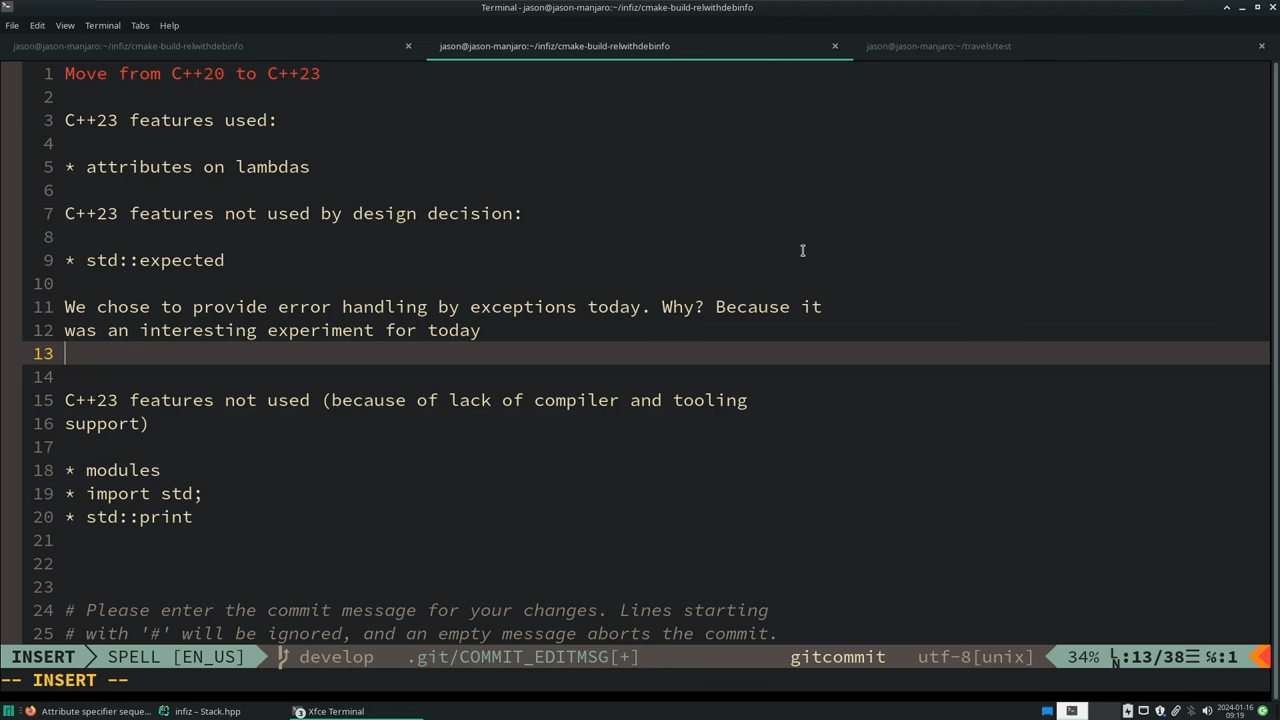 Terminal - jason@jason-manjaro:~/infiz/cmake-build-relwithdebinfo
File Edit View Terminal Tabs Help
jason@jason-manjaro:~/infiz/cmake-build-relwithdebinfo jason@jason-manjaro:~/infiz/cmake-build-relwithdebinfo jason@jason-manjaro:~/travels/test
1 Move from C++20 to C++23
2
3 C++23 features used:
4
5 * attributes on lambdas
6
7 C++23 features not used by design decision:
8
9 * std::expected
10
11 We chose to provide error handling by exceptions today. Why? Because it
12 was an interesting experiment for today
13
14
15 C++23 features not used (because of lack of compiler and tooling
16 support)
17
18 * modules
19 * import std;
20 * std::print
21
22
23
24 # Please enter the commit message for your changes. Lines starting
25 # with '#' will be ignored, and an empty message aborts the commit.
INSERT SPELL [EN_US] develop .git/COMMIT_EDITMSG[+] gitcommit utf-8[unix] 34% LN:13/38☰ %:1
-- INSERT --
Attribute specifier seque... infiz – Stack.hpp 3 Xfce Terminal 2024-01-16
09:19